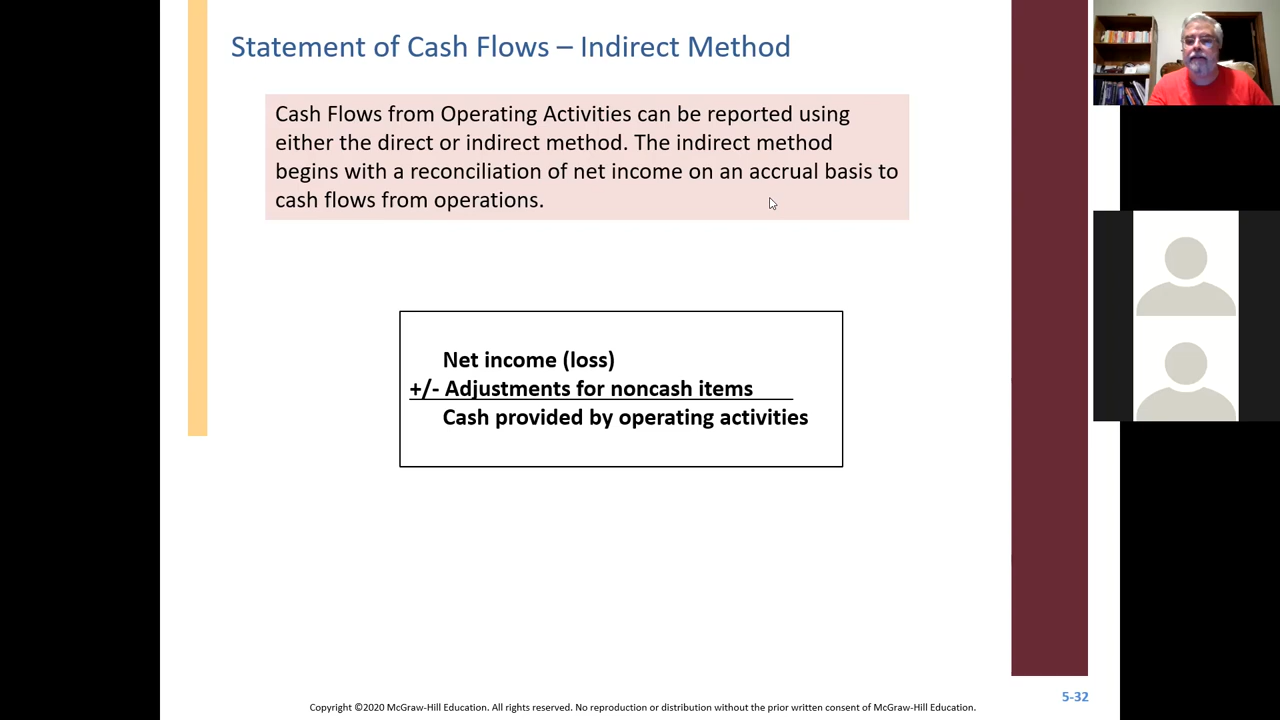 Statement of Cash Flows – Indirect Method
Cash Flows from Operating Activities can be reported using
either the direct or indirect method. The indirect method
begins with a reconciliation of net income on an accrual basis to
cash flows from operations.
Net income (loss)
+/- Adjustments for noncash items
Cash provided by operating activities
5-32
Copyright ©2020 McGraw-Hill Education. All rights reserved. No reproduction or distribution without the prior written consent of McGraw-Hill Education.